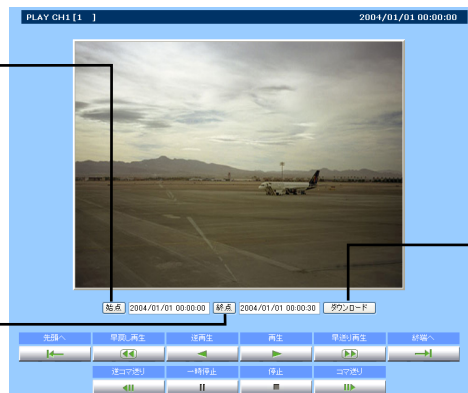 PLAY CH1 [1 ] 2004/01/01 00:00:00
始点 2004/01/01 00:00:00 終点 2004/01/01 00:00:30 ダウンロード
先頭へ 早戻し再生 逆再生 再生 早送り再生 終端へ
逆コマ送り 一時停止 停止 コマ送り